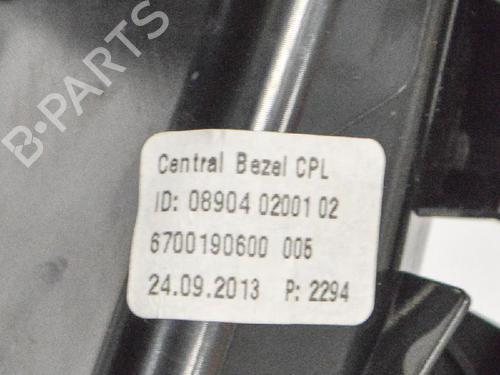 B-PARTS
Central Bezel CPL
ID: 08904 02001 02
6700190600 005
24.09.2013 P: 2294